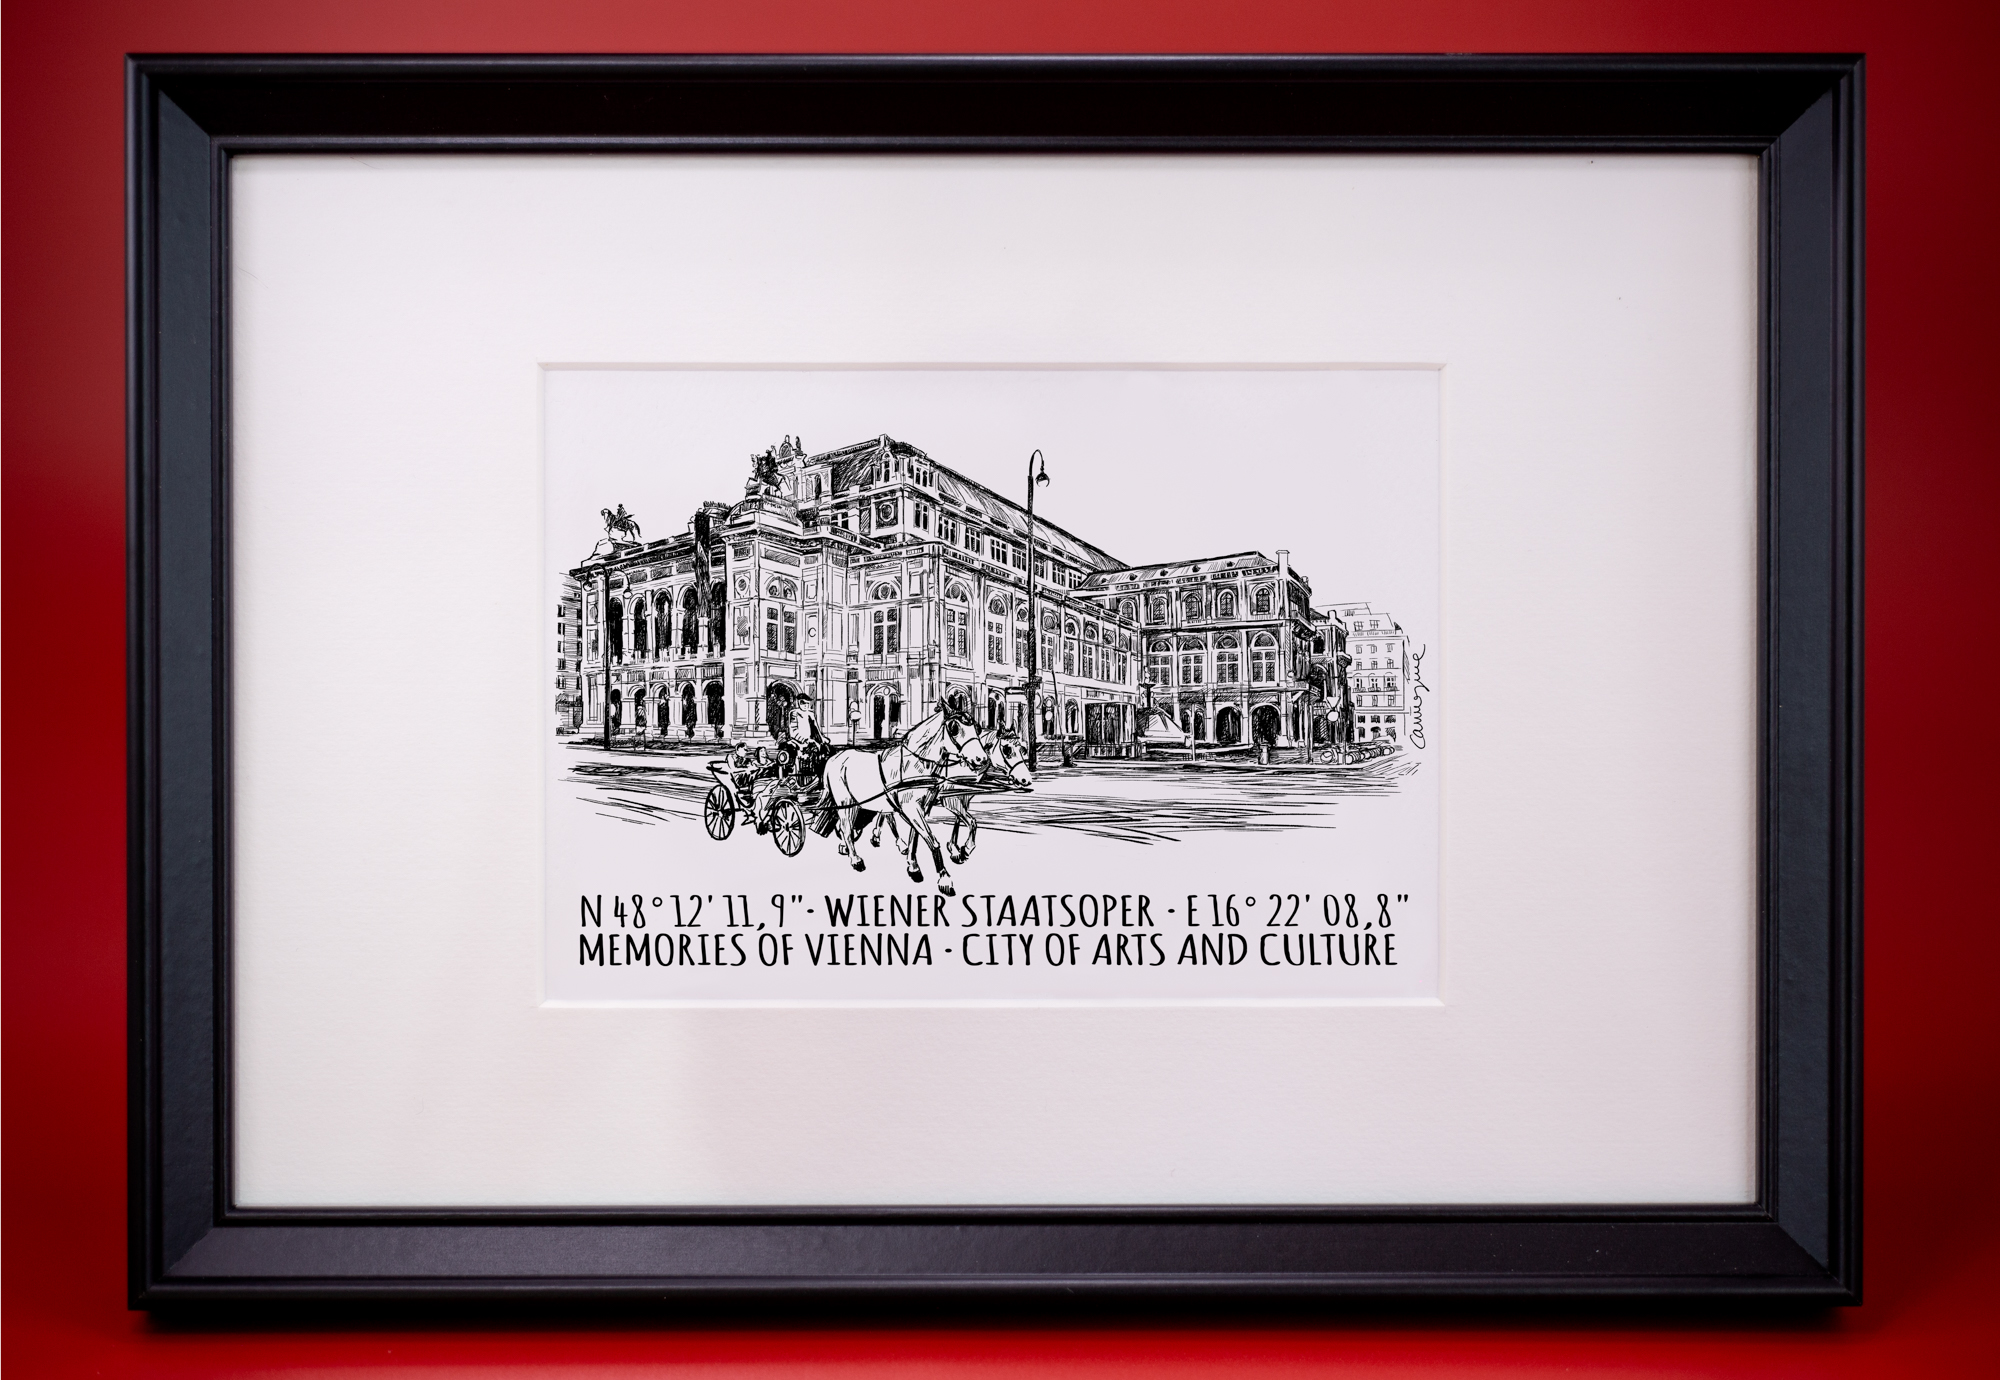 N 48° 12' 11,9"· WIENER STAATSOPER · E 16° 22' 08,8"
MEMORIES OF VIENNA · CITY OF ARTS AND CULTURE